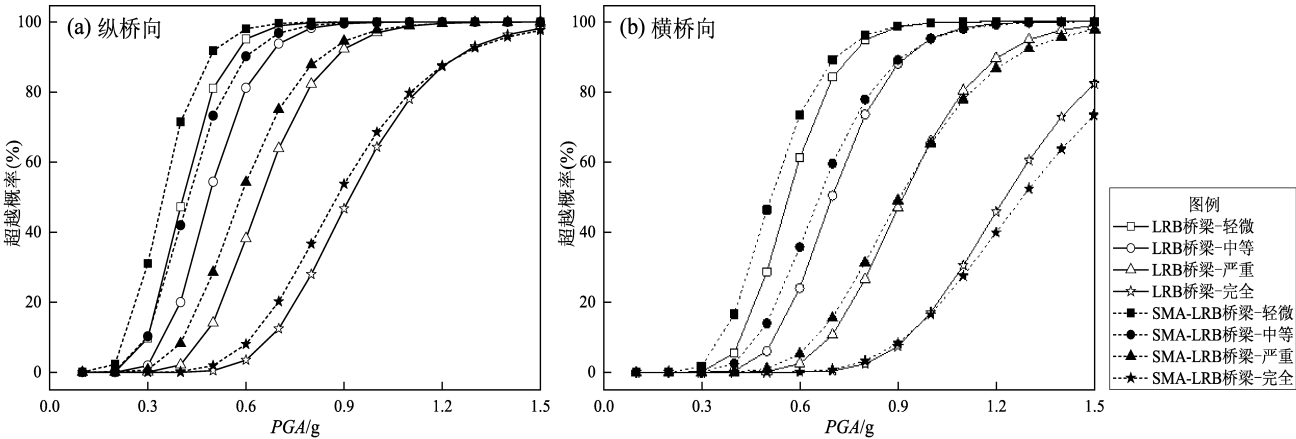 (a) 纵桥向
超越概率(%)
100
80
60
40
20
0
0.0 0.3 0.6 0.9 1.2 1.5
PGA/g
(b) 横桥向
超越概率(%)
100
80
60
40
20
0
0.0 0.3 0.6 0.9 1.2 1.5
PGA/g
图例
LRB桥梁-轻微
LRB桥梁-中等
LRB桥梁-严重
LRB桥梁-完全
SMA-LRB桥梁-轻微
SMA-LRB桥梁-中等
SMA-LRB桥梁-严重
SMA-LRB桥梁-完全